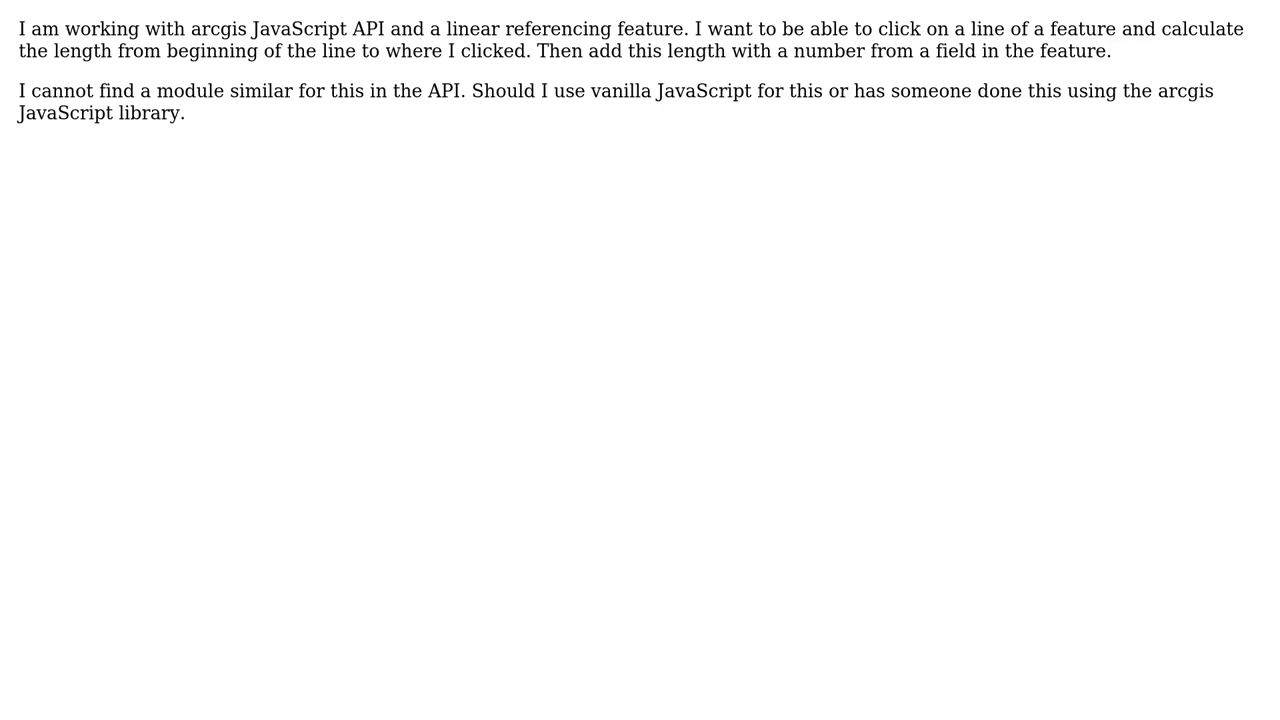 I am working with arcgis JavaScript API and a linear referencing feature. I want to be able to click on a line of a feature and calculate
the length from beginning of the line to where I clicked. Then add this length with a number from a field in the feature.
I cannot find a module similar for this in the API. Should I use vanilla JavaScript for this or has someone done this using the arcgis
JavaScript library.